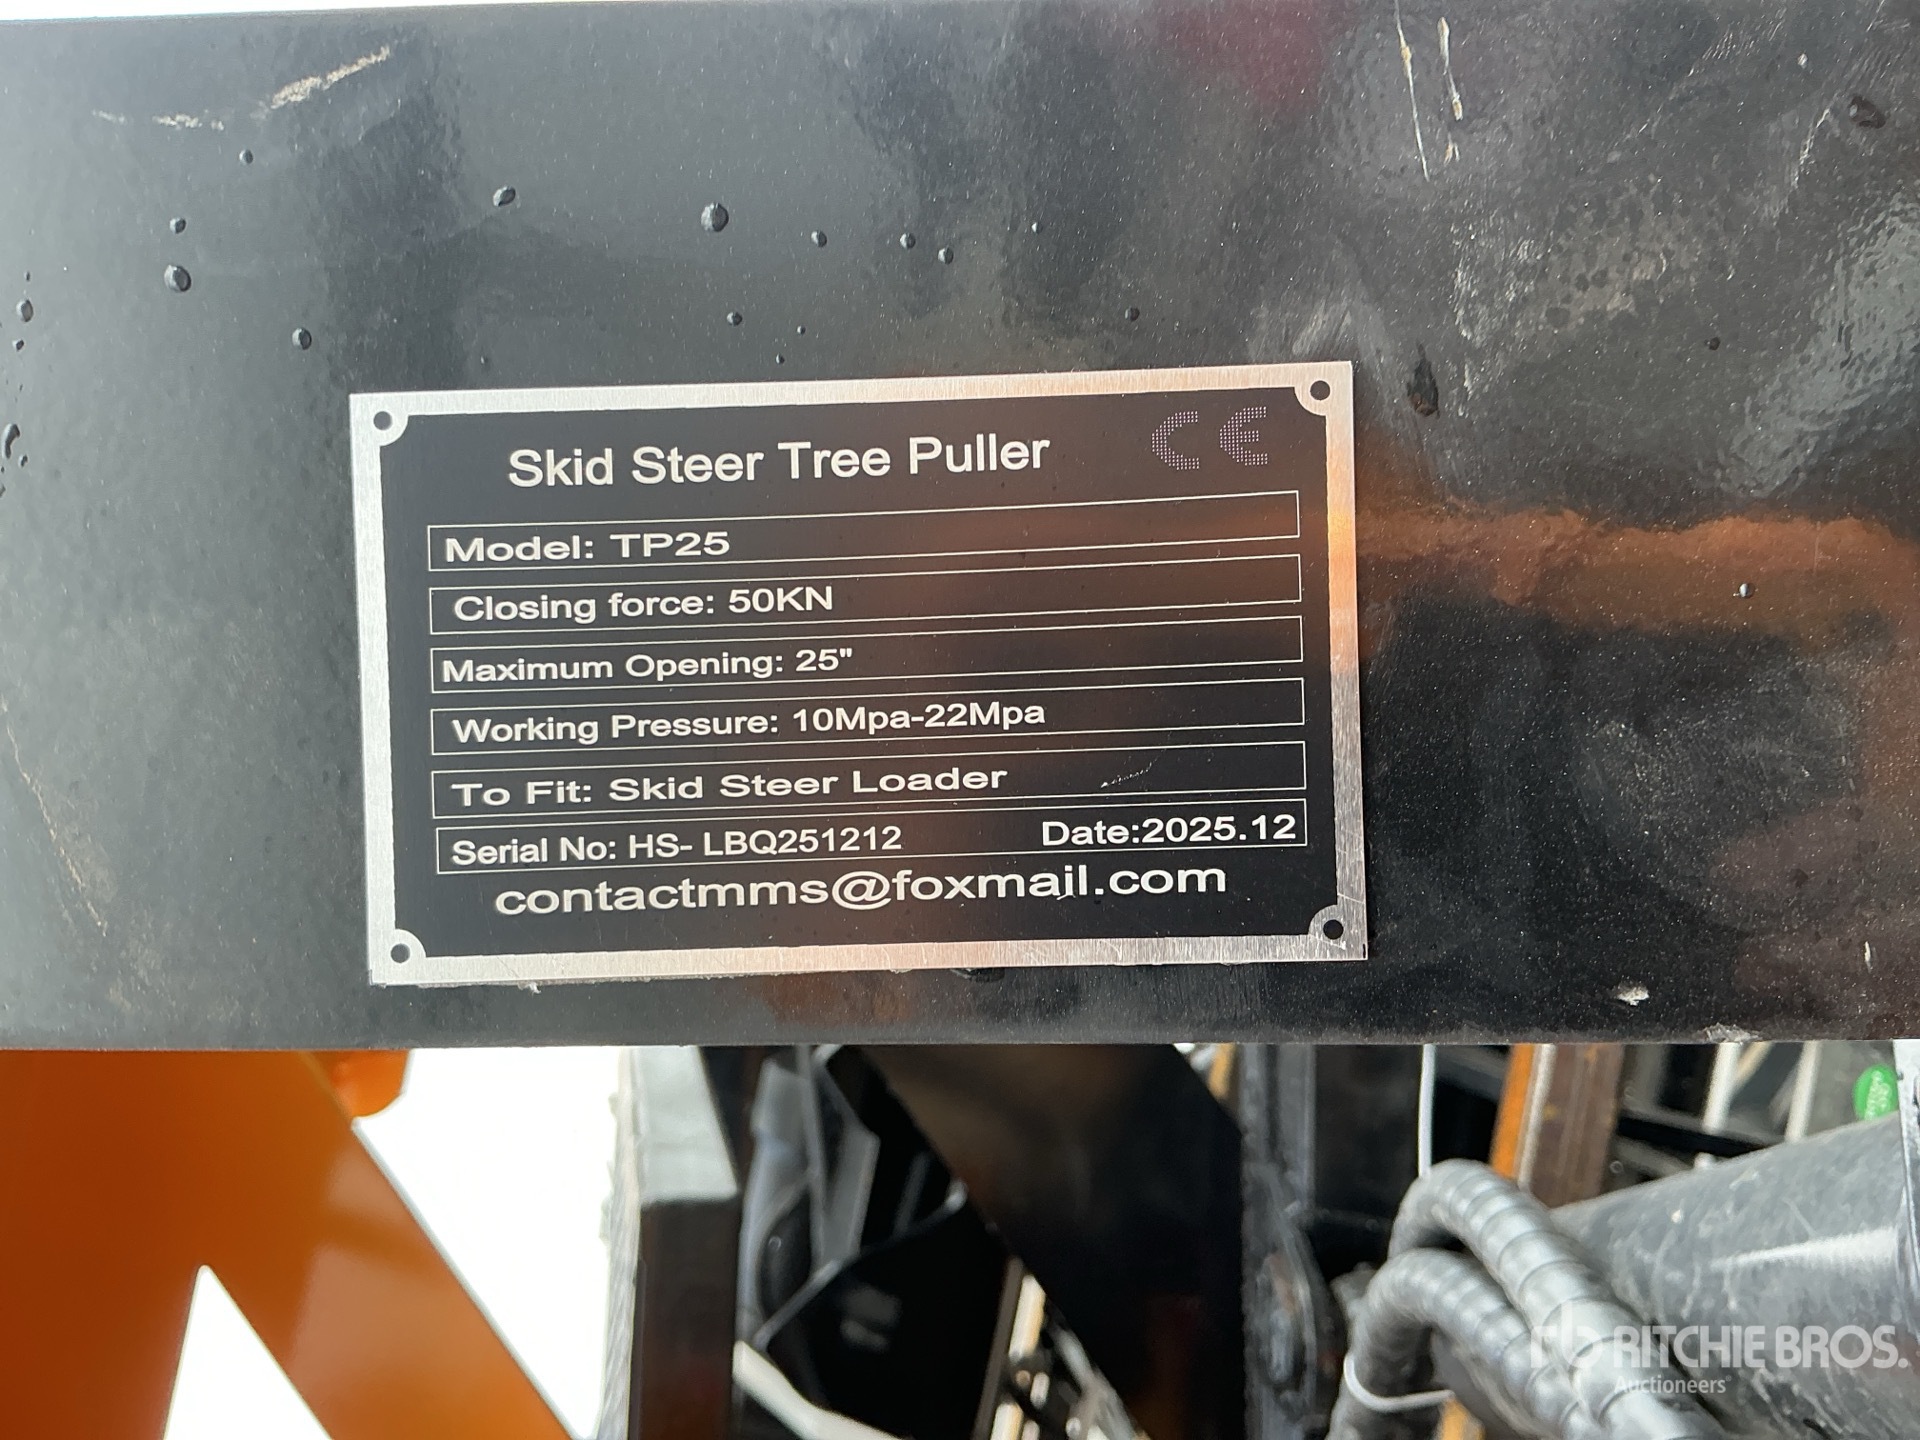 Skid Steer Tree Puller
CE
Model: TP25
Closing force: 50KN
Maximum Opening: 25"
Working Pressure: 10Mpa-22Mpa
To Fit: Skid Steer Loader
Serial No: HS- LBQ251212 Date:2025.12
contactmms@foxmail.com
RITCHIE BROS.
Auctioneers